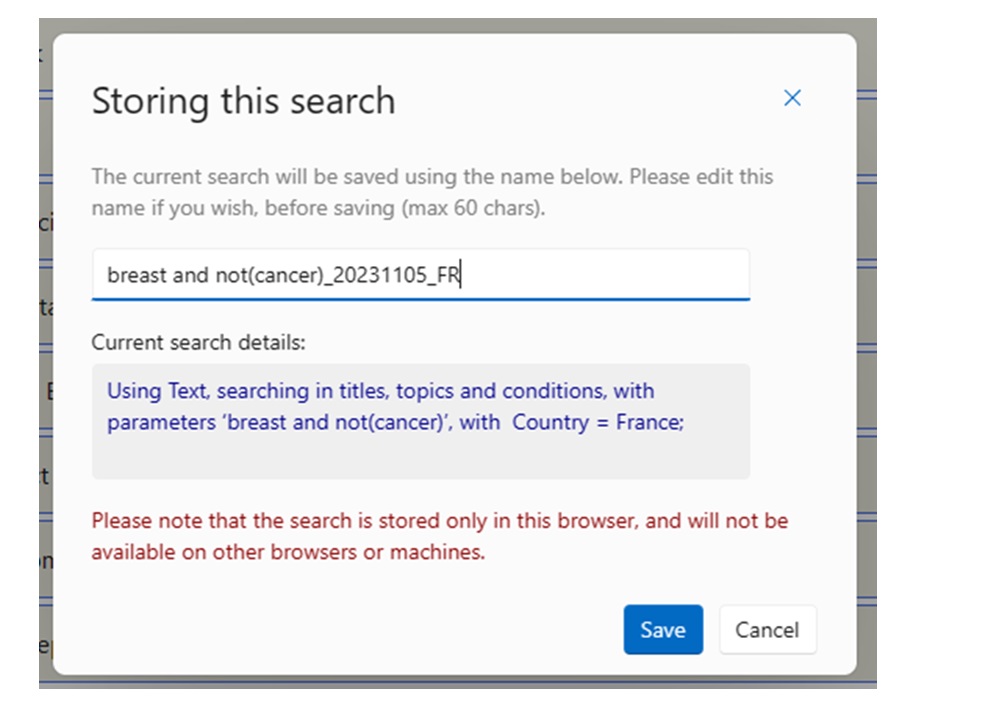 Storing this search
The current search will be saved using the name below. Please edit this
name if you wish, before saving (max 60 chars).
breast and not(cancer)_20231105_FR
Current search details:
Using Text, searching in titles, topics and conditions, with
parameters ‘breast and not(cancer)’, with  Country = France;
Please note that the search is stored only in this browser, and will not be
available on other browsers or machines.
Save Cancel